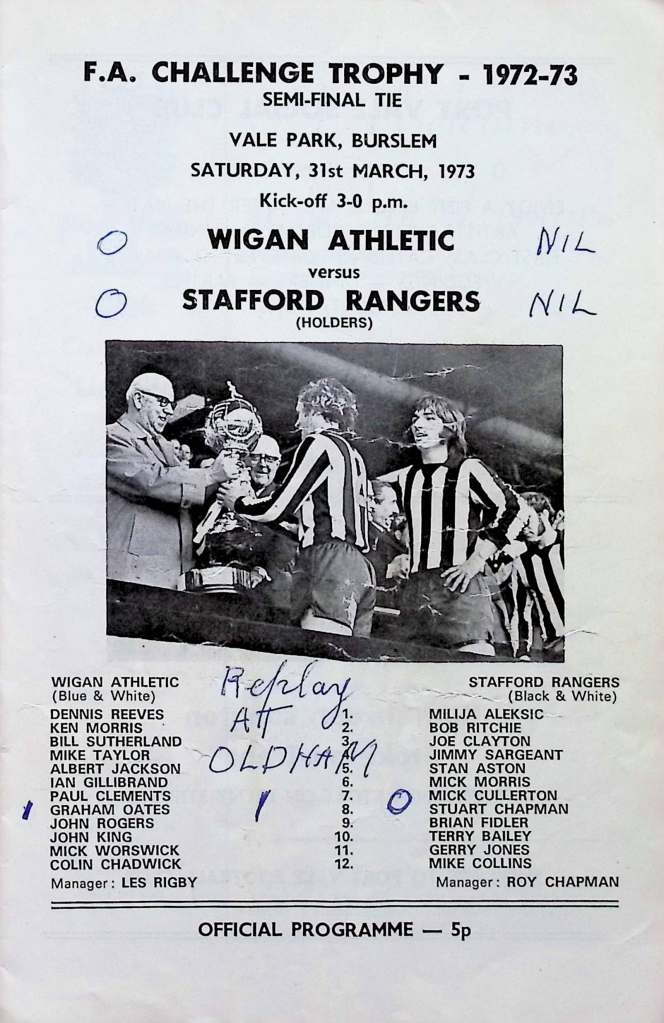 F.A. CHALLENGE TROPHY - 1972-73
SEMI-FINAL TIE
VALE PARK, BURSLEM
SATURDAY, 31st MARCH, 1973
Kick-off 3-0 p.m.
O WIGAN ATHLETIC NIL
versus
O STAFFORD RANGERS NIL
(HOLDERS)
WIGAN ATHLETIC Replay STAFFORD RANGERS
(Blue & White) (Black & White)
DENNIS REEVES AT 1. MILIJA ALEKSIC
KEN MORRIS 2. BOB RITCHIE
BILL SUTHERLAND 3. JOE CLAYTON
MIKE TAYLOR OLDHAM 4. JIMMY SARGEANT
ALBERT JACKSON 5. STAN ASTON
IAN GILLIBRAND 6. MICK MORRIS
PAUL CLEMENTS 7. MICK CULLERTON
1 GRAHAM OATES 1 8. O STUART CHAPMAN
JOHN ROGERS 9. BRIAN FIDLER
JOHN KING 10. TERRY BAILEY
MICK WORSWICK 11. GERRY JONES
COLIN CHADWICK 12. MIKE COLLINS
Manager: LES RIGBY Manager: ROY CHAPMAN
OFFICIAL PROGRAMME — 5p